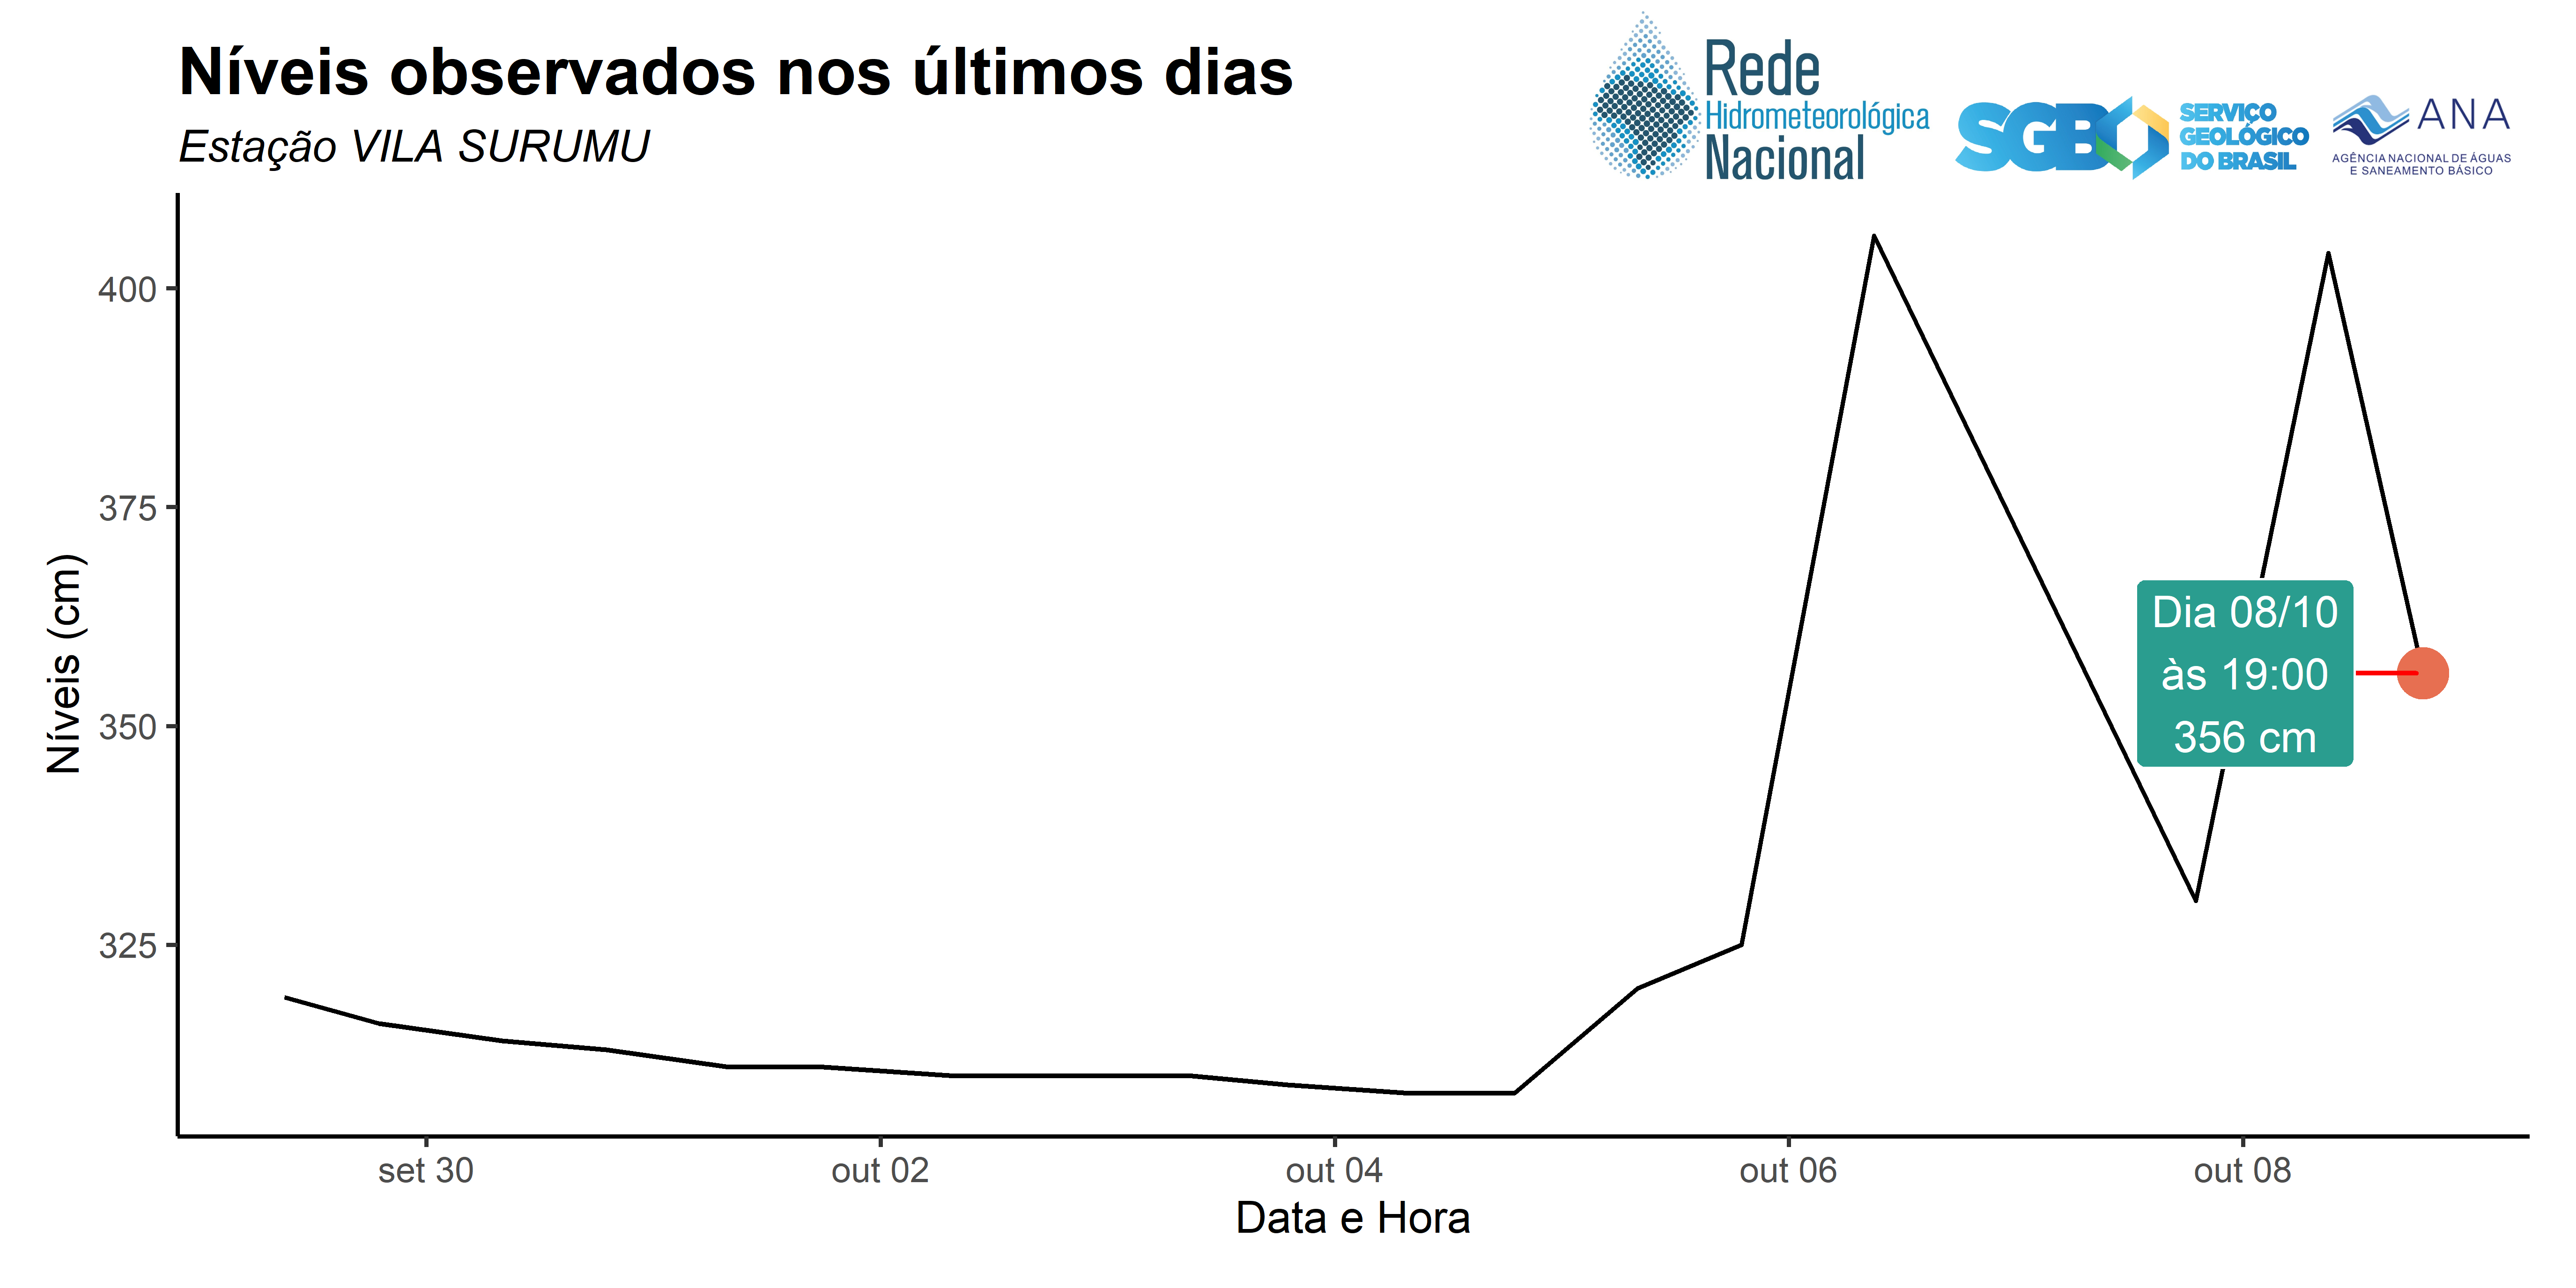 Níveis observados nos últimos dias
Estação VILA SURUMU
Rede
Hidrometeorológica
Nacional
SGB
SERVIÇO
GEOLÓGICO
DO BRASIL
ANA
AGÊNCIA NACIONAL DE ÁGUAS
E SANEAMENTO BÁSICO
Níveis (cm)
400
375
350
325
Dia 08/10
às 19:00
356 cm
set 30
out 02
out 04
out 06
out 08
Data e Hora